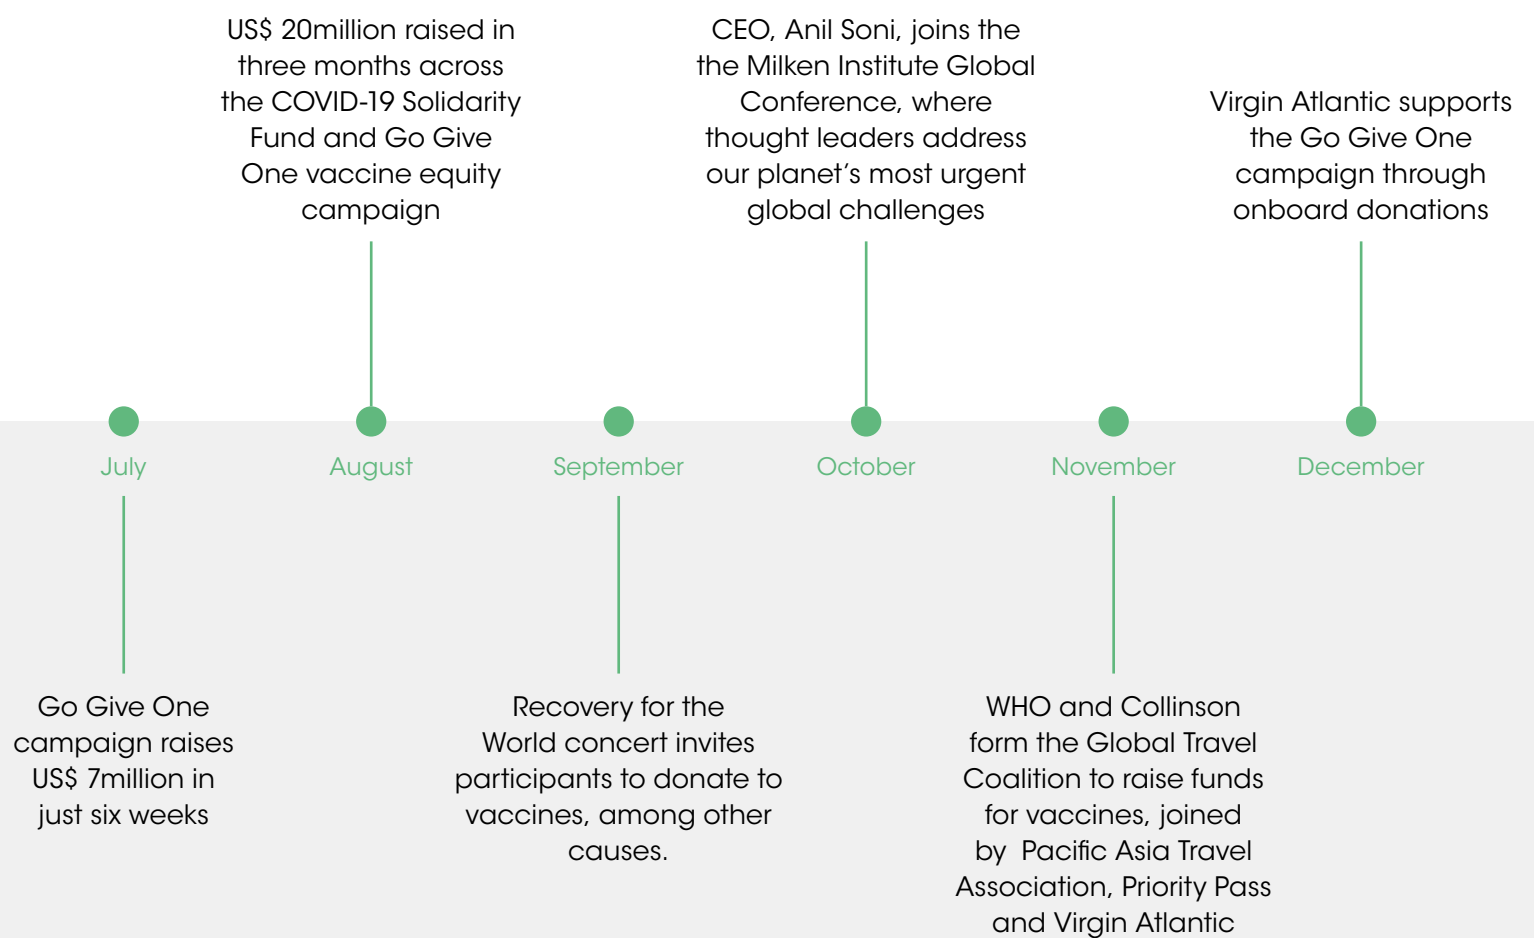 US$ 20million raised in
three months across
the COVID-19 Solidarity
Fund and Go Give
One vaccine equity
campaign
CEO, Anil Soni, joins the
the Milken Institute Global
Conference, where
thought leaders address
our planet’s most urgent
global challenges
Virgin Atlantic supports
the Go Give One
campaign through
onboard donations
July
August
September
October
November
December
Go Give One
campaign raises
US$ 7million in
just six weeks
Recovery for the
World concert invites
participants to donate to
vaccines, among other
causes.
WHO and Collinson
form the Global Travel
Coalition to raise funds
for vaccines, joined
by  Pacific Asia Travel
Association, Priority Pass
and Virgin Atlantic